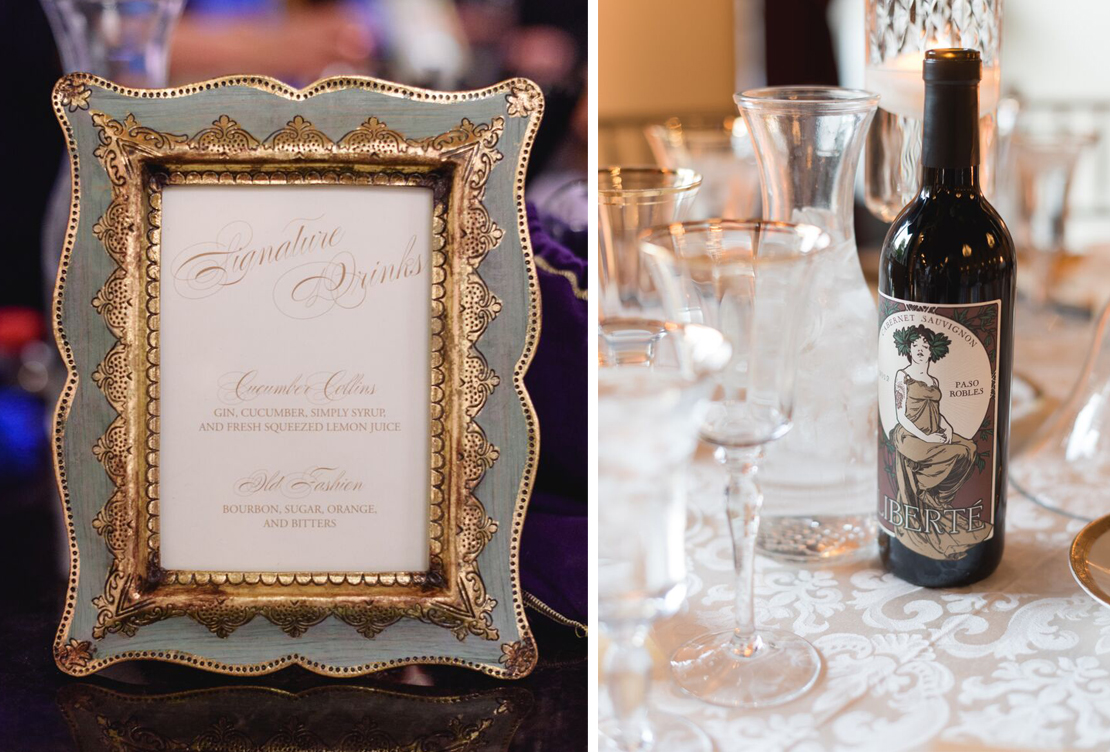 Signature
Drinks
Cucumber Collins
GIN, CUCUMBER, SIMPLY SYRUP,
AND FRESH SQUEEZED LEMON JUICE
Old Fashion
BOURBON, SUGAR, ORANGE,
AND BITTERS
CABERNET SAUVIGNON
PASO
ROBLES
LIBERTÉ